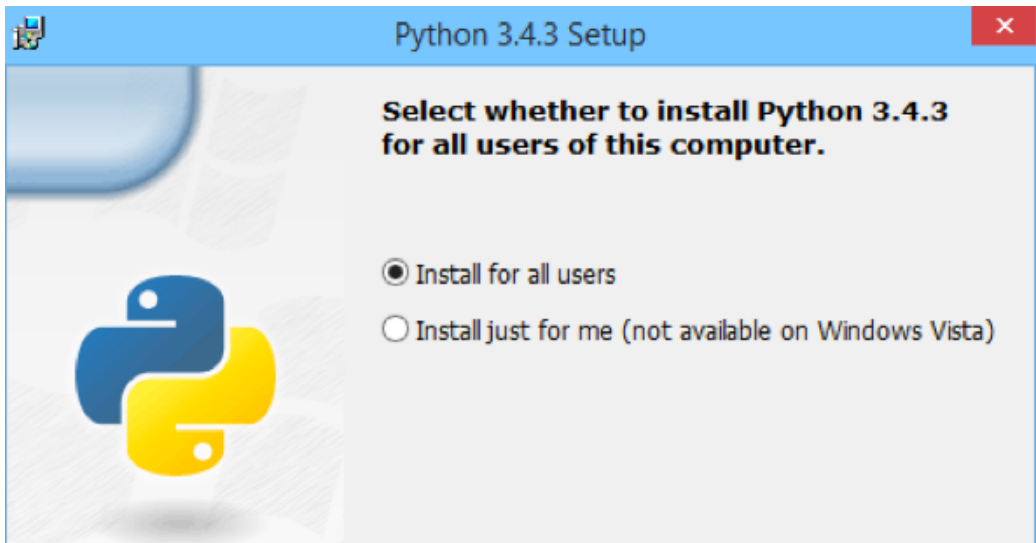 Python 3.4.3 Setup
Select whether to install Python 3.4.3
for all users of this computer.
Install for all users
Install just for me (not available on Windows Vista)